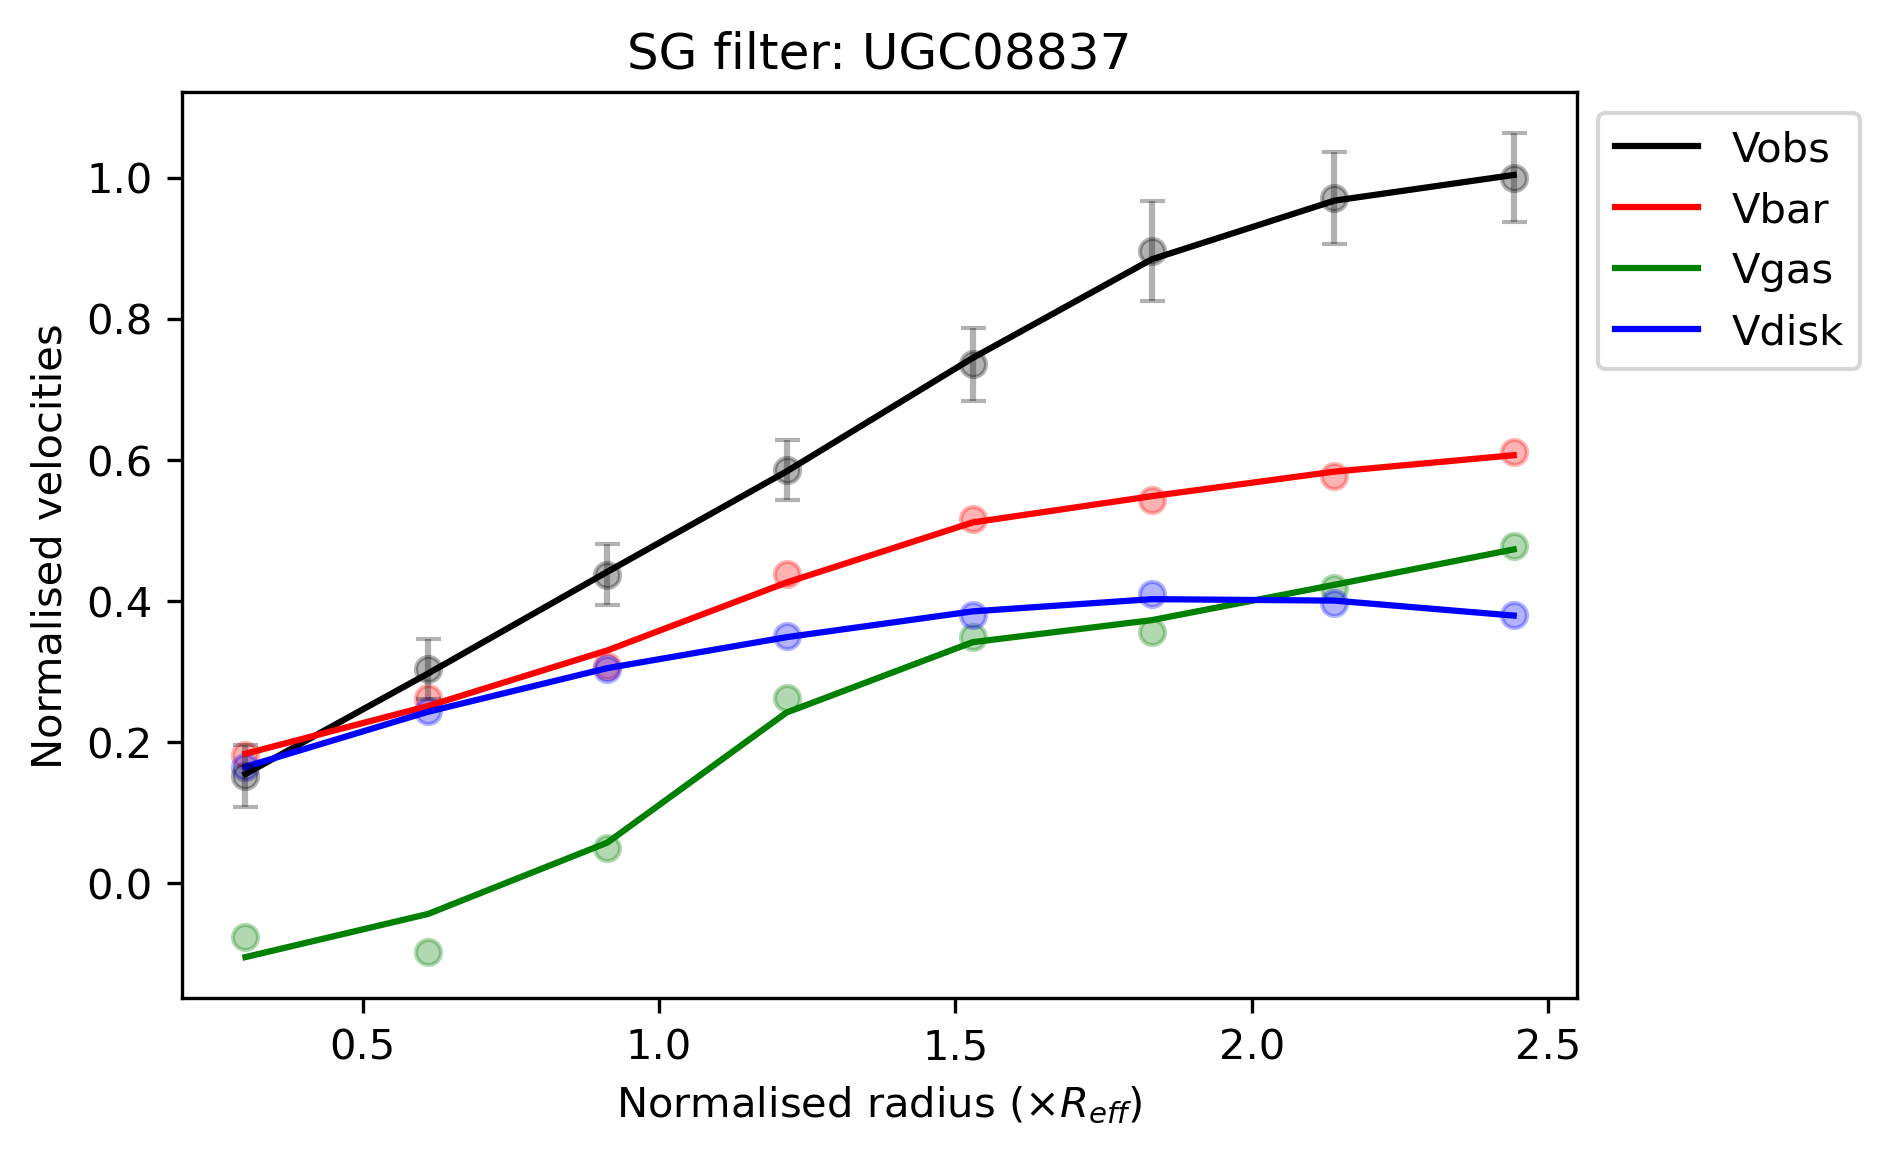 SG filter: UGC08837
Vobs
Vbar
Vgas
Vdisk
Normalised velocities
1.0
0.8
0.6
0.4
0.2
0.0
0.5 1.0 1.5 2.0 2.5
Normalised radius (×R_eff)